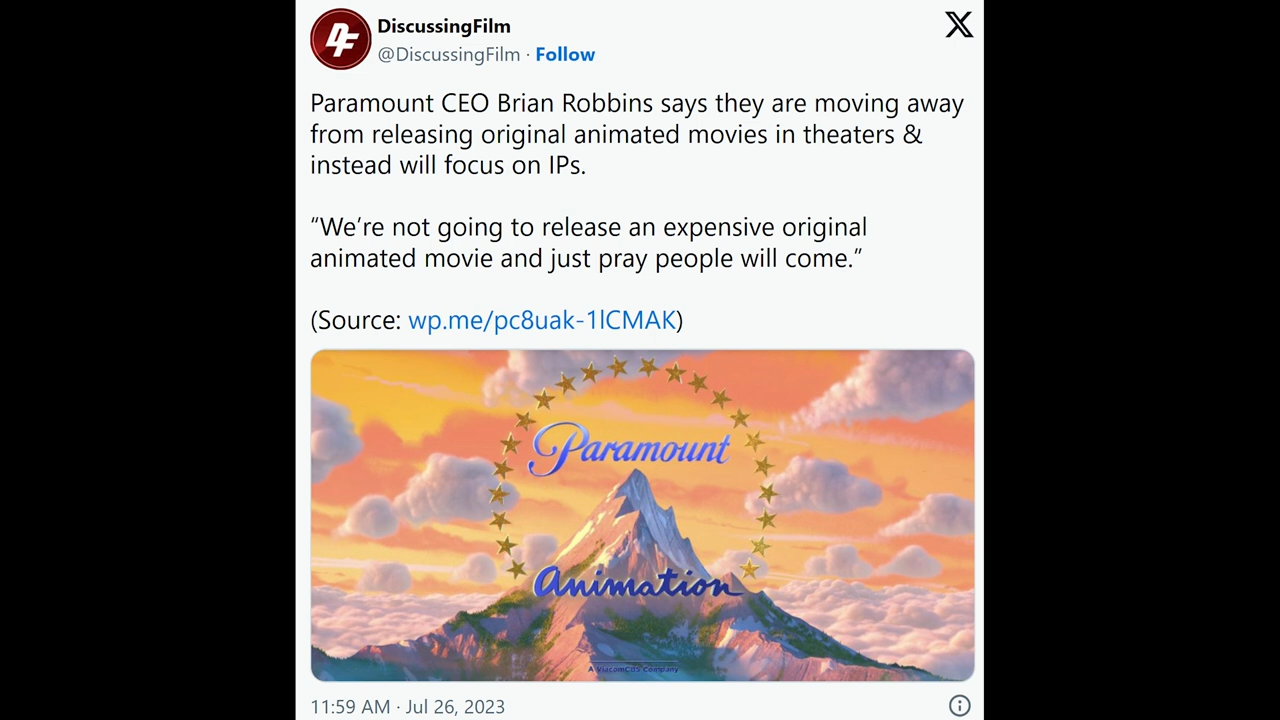 DiscussingFilm
@DiscussingFilm · Follow
Paramount CEO Brian Robbins says they are moving away
from releasing original animated movies in theaters &
instead will focus on IPs.
“We’re not going to release an expensive original
animated movie and just pray people will come.”
(Source: wp.me/pc8uak-1lCMAK)
Paramount
Animation
A ViacomCBS Company
11:59 AM · Jul 26, 2023